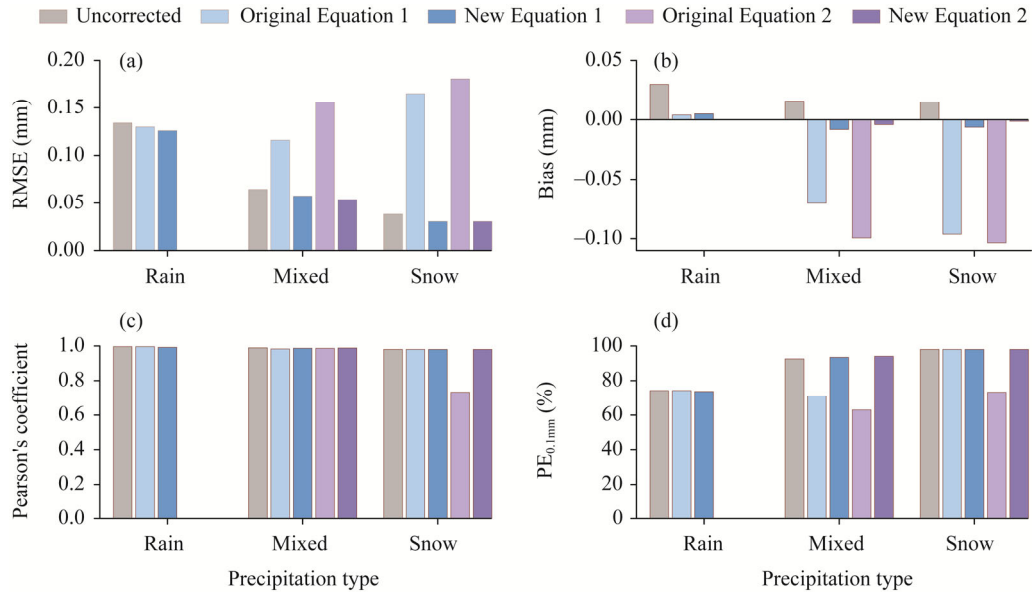 Uncorrected Original Equation 1 New Equation 1 Original Equation 2 New Equation 2
(a)
RMSE (mm)
0.20
0.15
0.10
0.05
0.00
Rain Mixed Snow
(b)
Bias (mm)
0.05
0.00
−0.05
−0.10
Rain Mixed Snow
(c)
Pearson's coefficient
1.0
0.8
0.6
0.4
0.2
0.0
Rain Mixed Snow
Precipitation type
(d)
PE0.1mm (%)
100
80
60
40
20
0
Rain Mixed Snow
Precipitation type